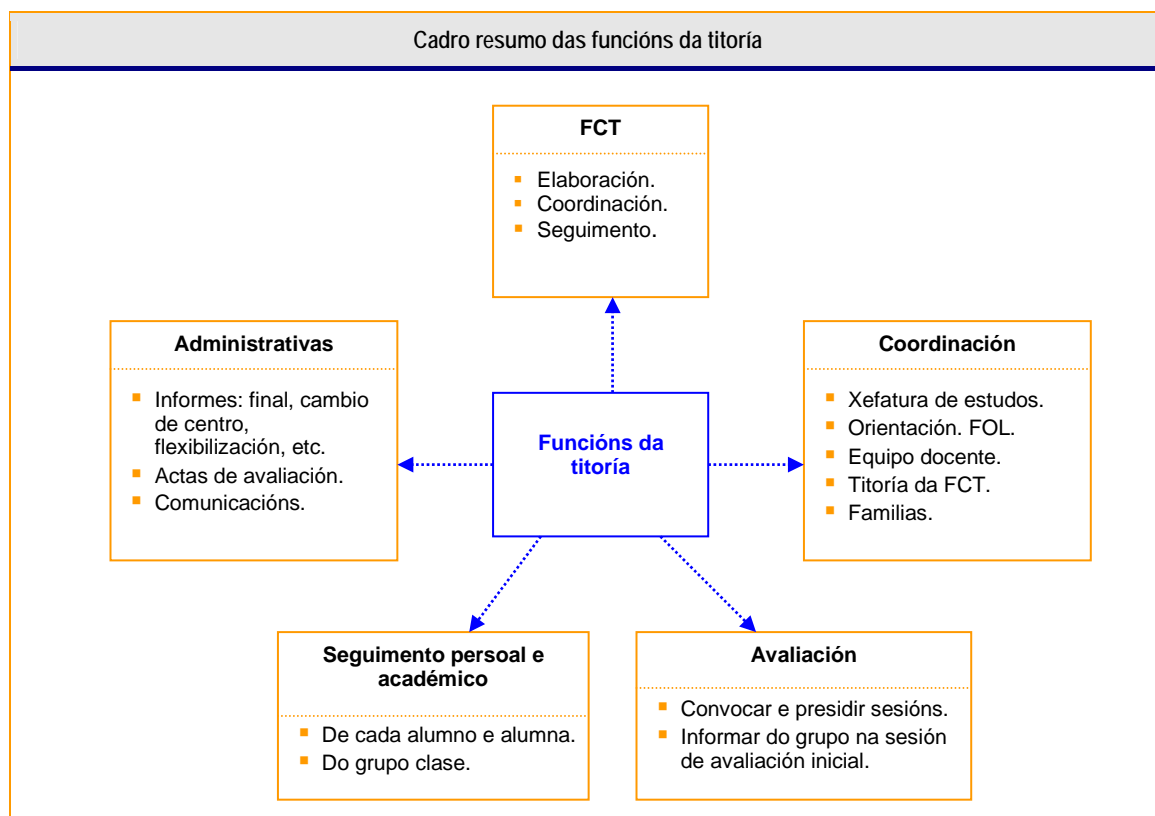 Cadro resumo das funcións da titoría
FCT
Elaboración.
Coordinación.
Seguimento.
Administrativas
Informes: final, cambio
de centro,
flexibilización, etc.
Actas de avaliación.
Comunicacións.
Funcións da
titoría
Coordinación
Xefatura de estudos.
Orientación. FOL.
Equipo docente.
Titoría da FCT.
Familias.
Seguimento persoal e
académico
De cada alumno e alumna.
Do grupo clase.
Avaliación
Convocar e presidir sesións.
Informar do grupo na sesión
de avaliación inicial.